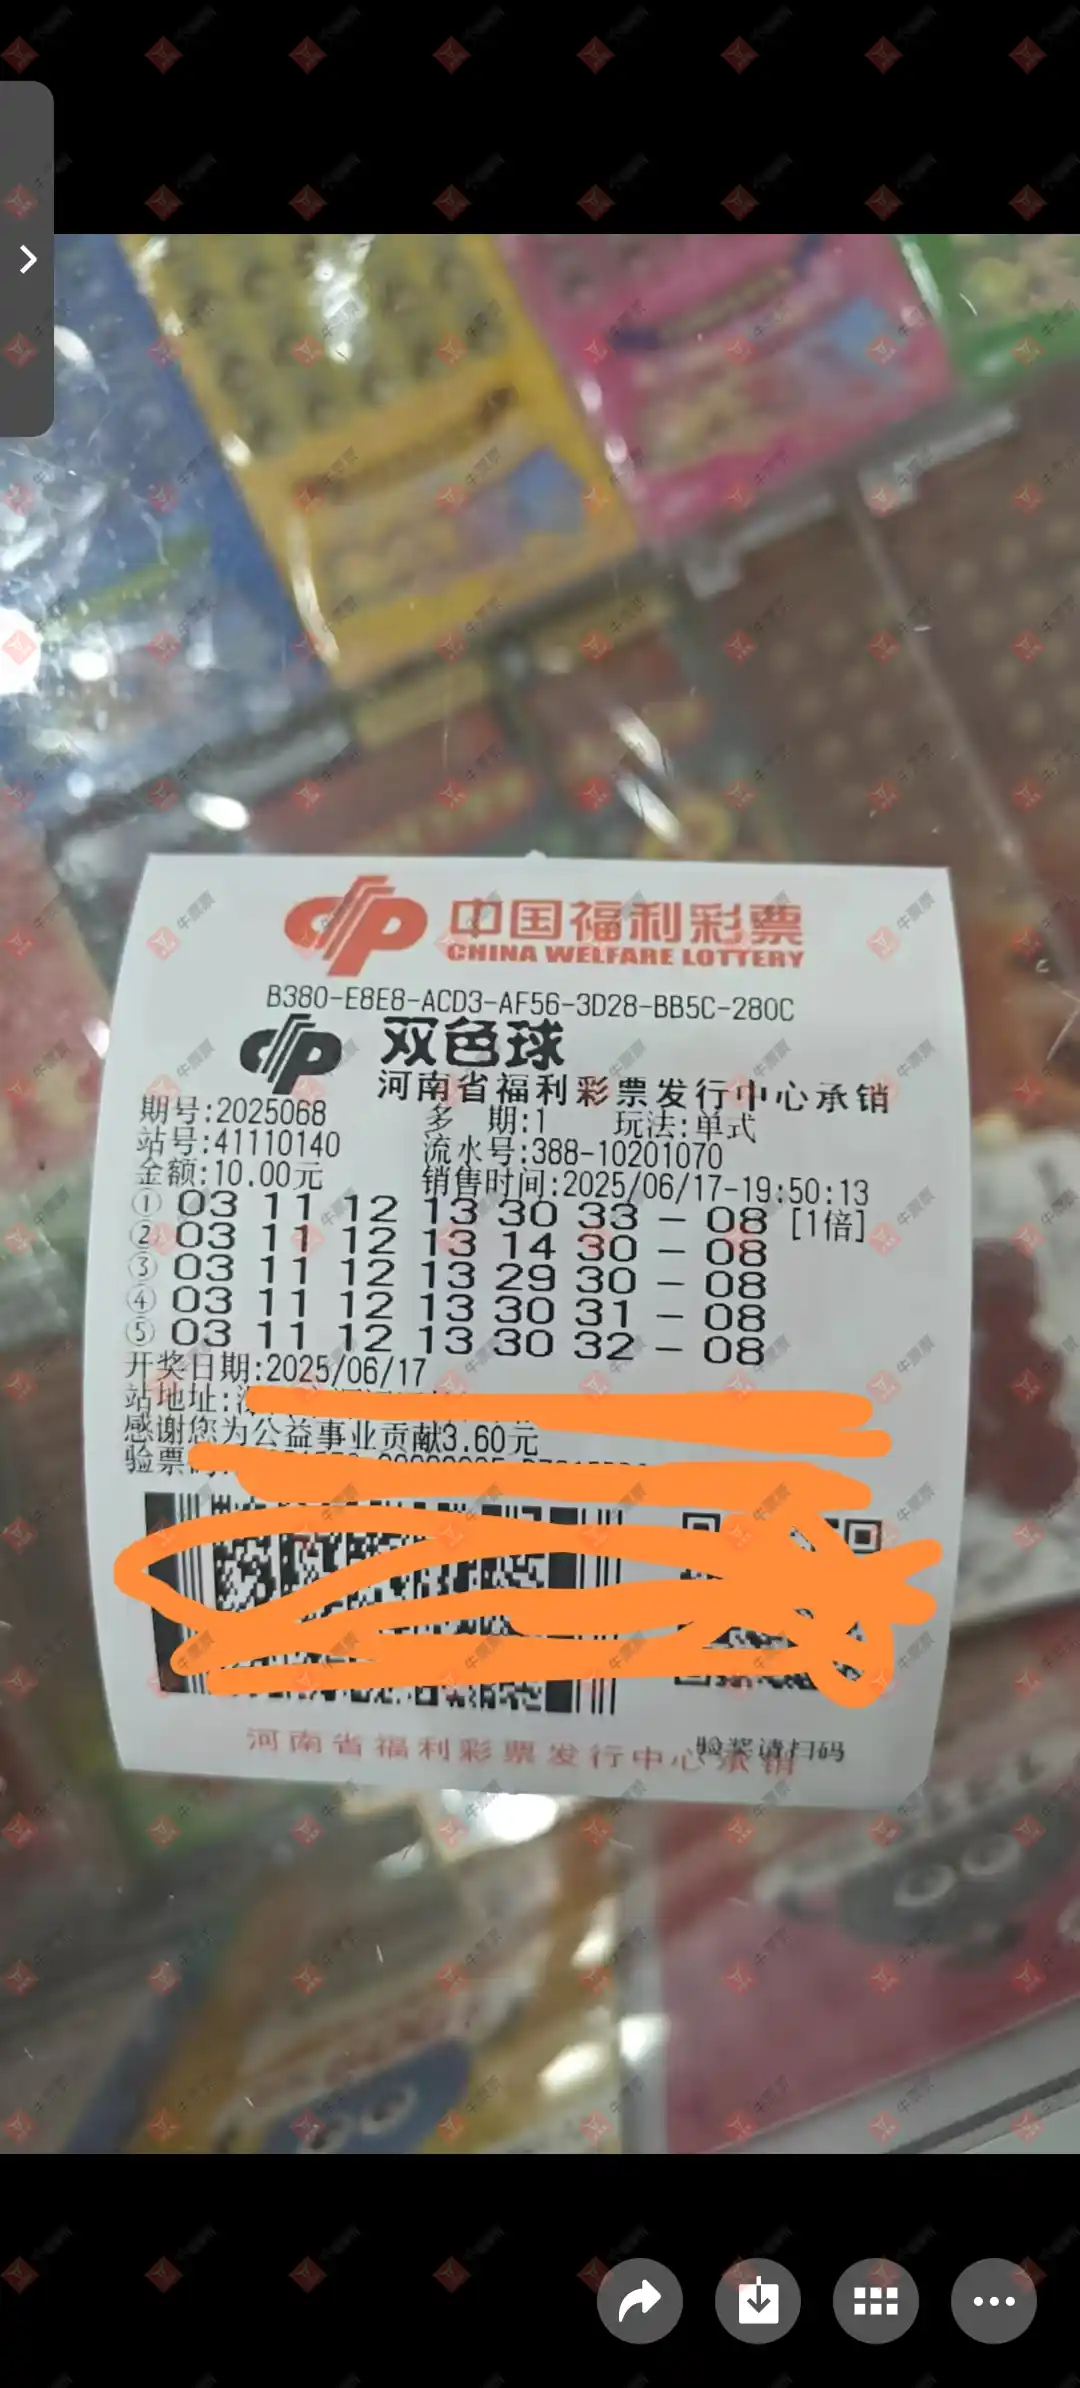 中国福利彩票
CHINA WELFARE LOTTERY
B380-E8E8-ACD3-AF56-3D28-BB5C-280C
双色球
河南省福利彩票发行中心承销
期号:2025068 多 期:1 玩法:单式
站号:41110140 流水号:388-10201070
金额:10.00元 销售时间:2025/06/17-19:50:13
① 03 11 12 13 30 33 - 08 [1倍]
② 03 11 12 13 14 30 - 08
③ 03 11 12 13 29 30 - 08
④ 03 11 12 13 30 31 - 08
⑤ 03 11 12 13 30 32 - 08
开奖日期:2025/06/17
站地址:
感谢您为公益事业贡献3.60元
验票码:
河南省福利彩票发行中心承销
验奖请扫码
牛票票